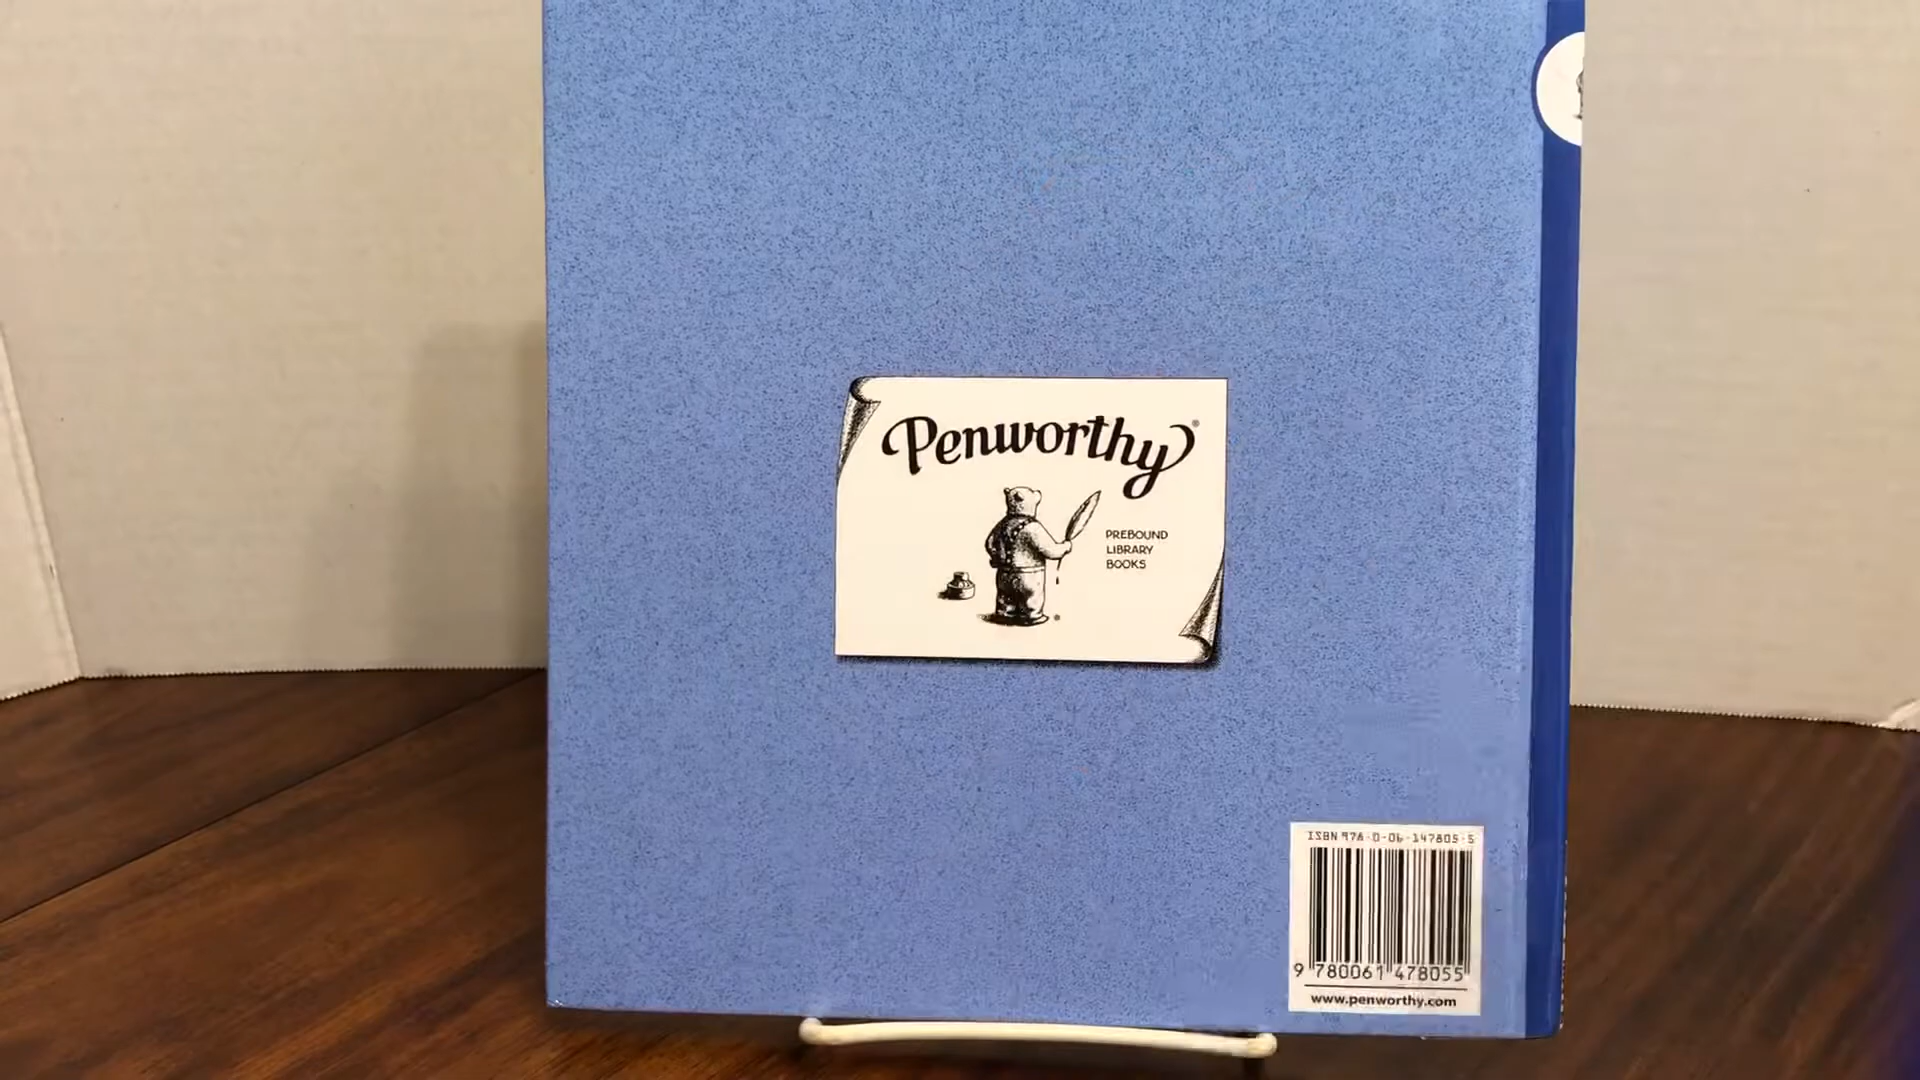 Penworthy®
PREBOUND
LIBRARY
BOOKS
®
ISBN 978-0-06-147805-5
9 780061 478055
www.penworthy.com